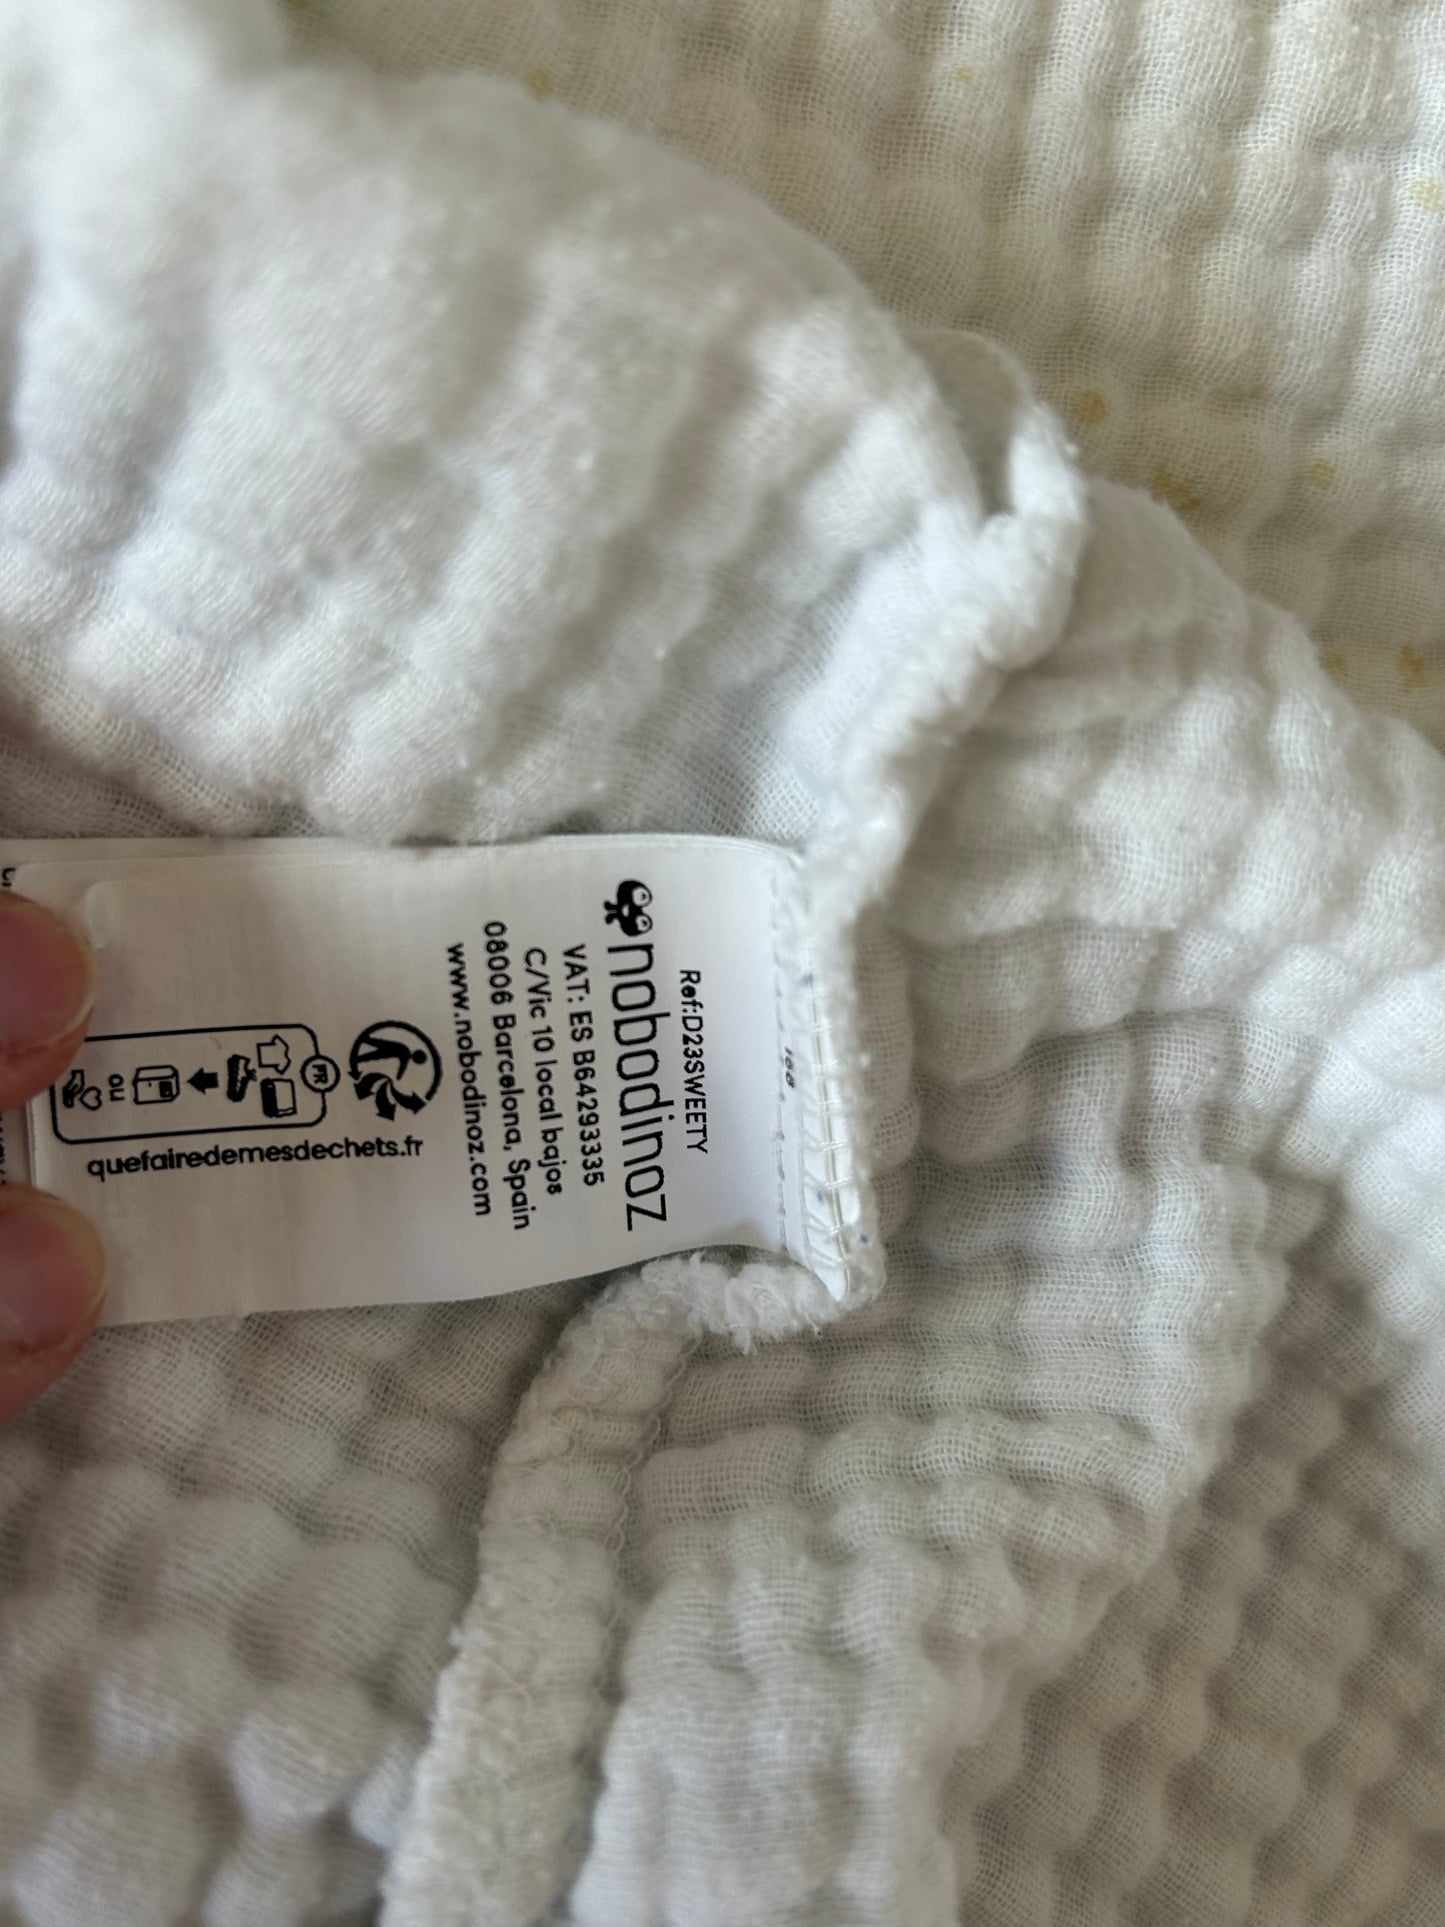 Ref:D23SWEETY
nobodinoz
VAT: ES B64293335
C/Vic 10 local bajos
08006 Barcelona, Spain
www.nobodinoz.com
FR
ou
quefairedemesdechets.fr